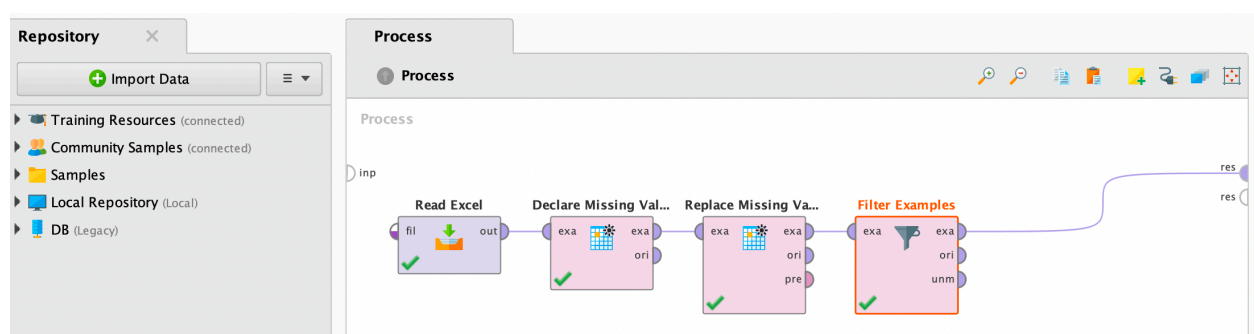 Repository
Import Data
Training Resources (connected)
Community Samples (connected)
Samples
Local Repository (Local)
DB (Legacy)
Process
Process
Process
inp
res
res
Read Excel
fil
out
Declare Missing Val...
exa
exa
ori
Replace Missing Va...
exa
exa
ori
pre
Filter Examples
exa
exa
ori
unm